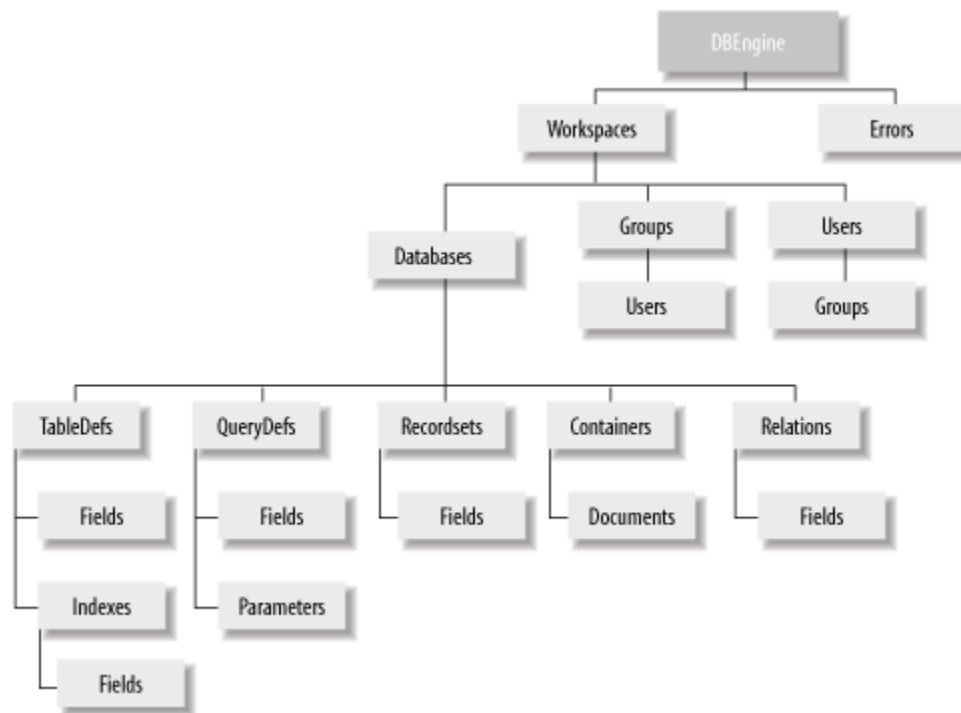 DBEngine
Workspaces
Errors
Groups
Users
Databases
Users
Groups
TableDefs
QueryDefs
Recordsets
Containers
Relations
Fields
Fields
Fields
Documents
Fields
Indexes
Parameters
Fields